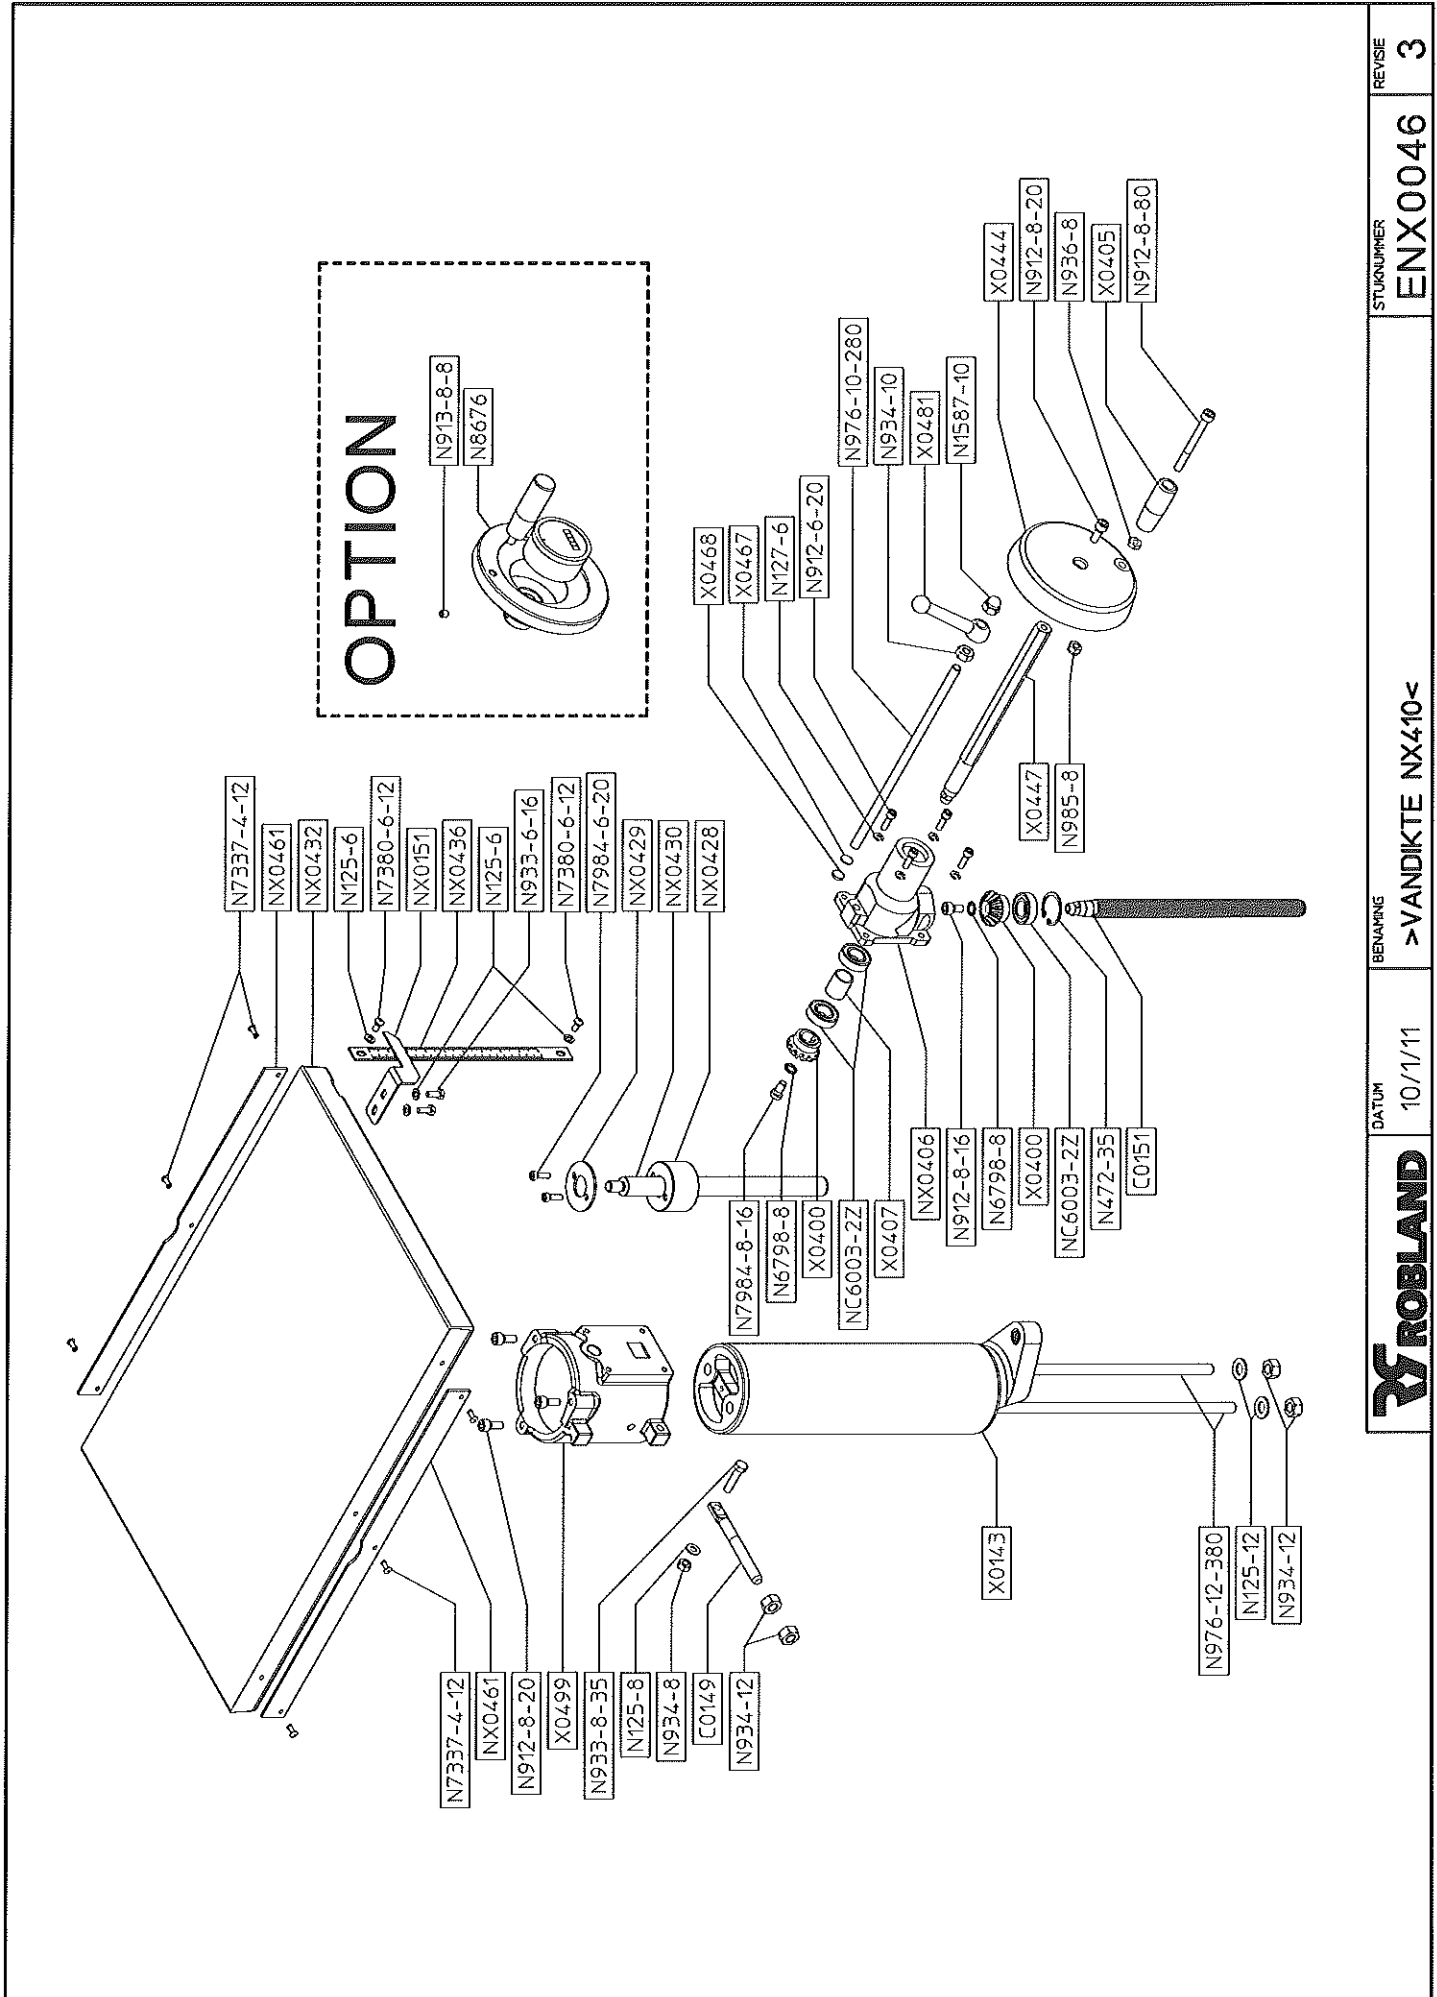 OPTION
N913-8-8
N8676
N7337-4-12
NX0461
NX0432
N125-6
N7380-6-12
NX0151
NX0436
N125-6
N933-6-16
N7380-6-12
N7984-6-20
NX0429
NX0430
NX0428
X0468
X0467
N127-6
N912-6-20
N976-10-280
N934-10
X0481
N1587-10
X0444
N912-8-20
N936-8
X0405
N912-8-80
X0447
N985-8
N7984-8-16
N6798-8
X0400
NC6003-2Z
X0407
NX0406
N912-8-16
N6798-8
X0400
NC6003-2Z
N472-35
C0151
N7337-4-12
NX0461
N912-8-20
X0499
N933-8-35
N125-8
N934-8
C0149
N934-12
X0143
N976-12-380
N125-12
N934-12
ROBLAND
DATUM
10/1/11
BENAMING
>VANDIKTE NX410<
STUKNUMMER
ENX0046
REVISIE
3